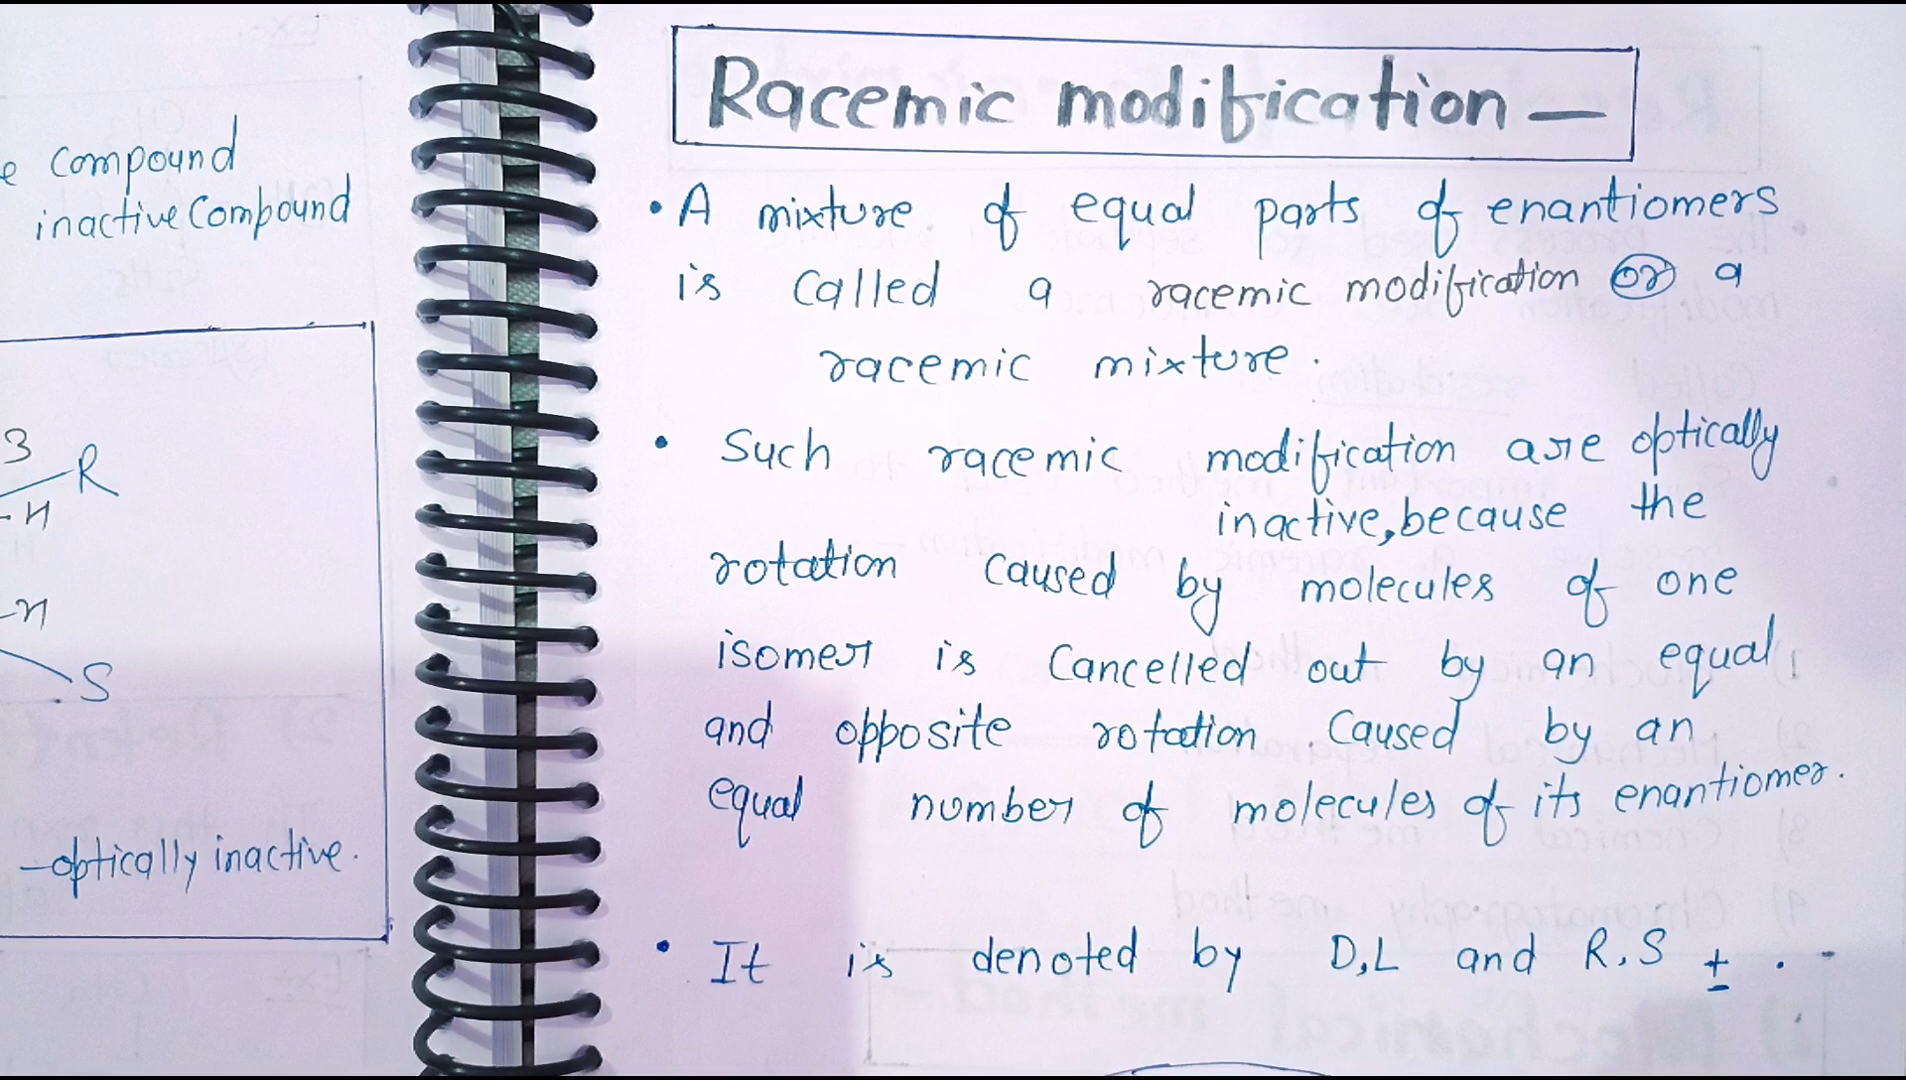 e compound
inactive Compound
3
R
-H
-H
S
-optically inactive.
Racemic modification —
• A mixture of equal parts of enantiomers
is called a racemic modification or a
racemic mixture.
• Such racemic modification are optically
inactive, because the
rotation caused by molecules of one
isomer is cancelled out by an equal
and opposite rotation caused by an
equal number of molecules of its enantiomer.
• It is denoted by D,L and R,S ± .